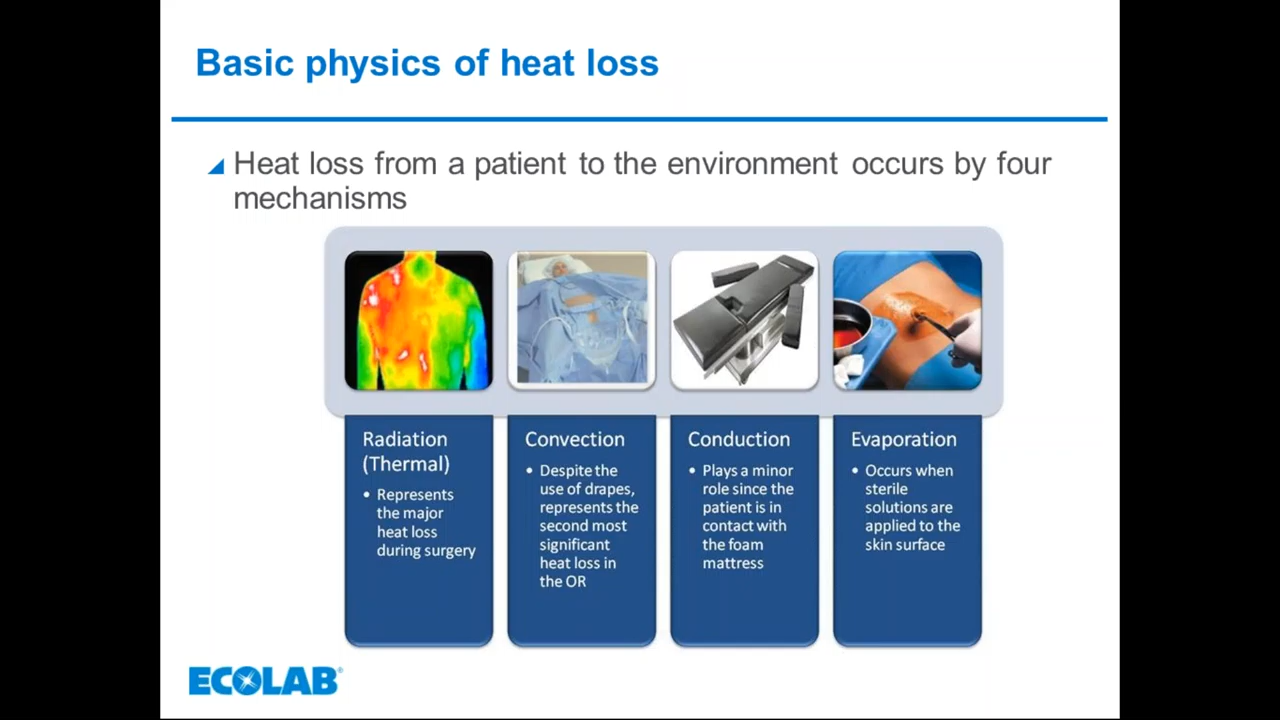 Basic physics of heat loss
Heat loss from a patient to the environment occurs by four
mechanisms
Radiation
(Thermal)
• Represents
the major
heat loss
during surgery
Convection
• Despite the
use of drapes,
represents the
second most
significant
heat loss in
the OR
Conduction
• Plays a minor
role since the
patient is in
contact with
the foam
mattress
Evaporation
• Occurs when
sterile
solutions are
applied to the
skin surface
ECOLAB®